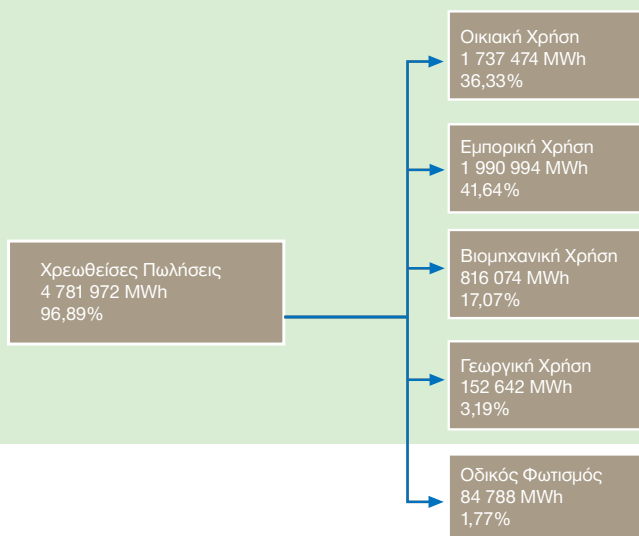 Οικιακή Χρήση
1 737 474 MWh
36,33%
Εμπορική Χρήση
1 990 994 MWh
41,64%
Χρεωθείσες Πωλήσεις
4 781 972 MWh
96,89%
Βιομηχανική Χρήση
816 074 MWh
17,07%
Γεωργική Χρήση
152 642 MWh
3,19%
Οδικός Φωτισμός
84 788 MWh
1,77%